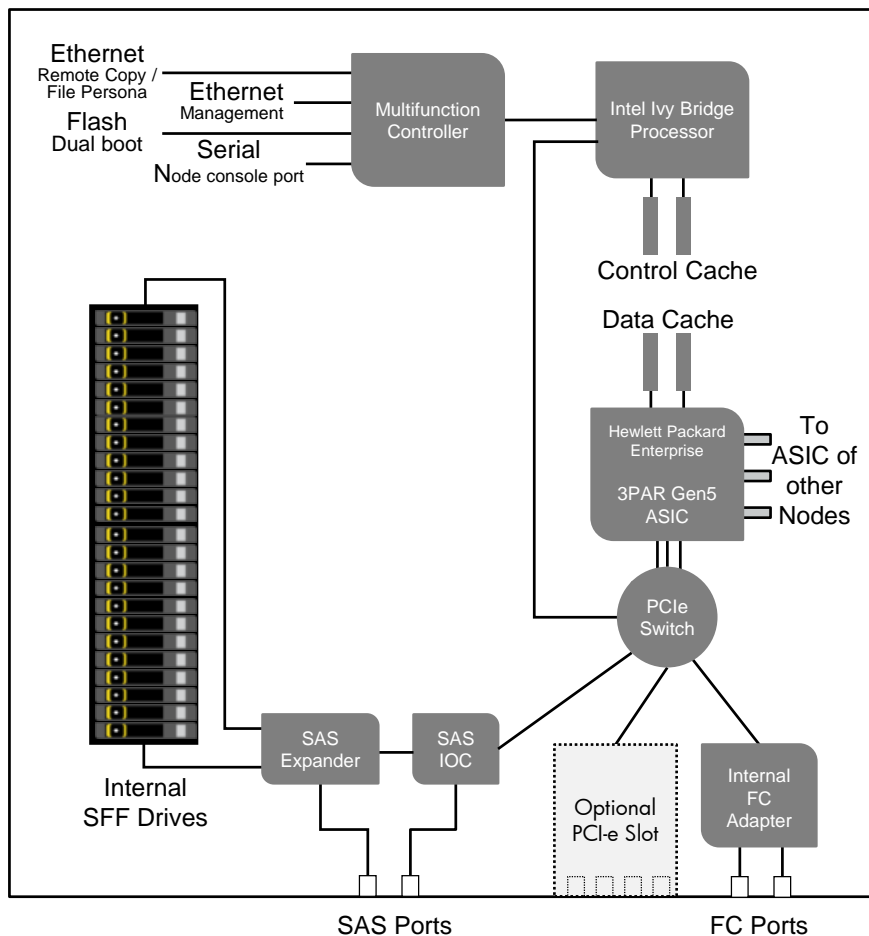 Ethernet
Remote Copy /
File Persona
Ethernet
Management
Flash
Dual boot
Serial
Node console port
Multifunction
Controller
Intel Ivy Bridge
Processor
Control Cache
Data Cache
Hewlett Packard
Enterprise
3PAR Gen5
ASIC
To
ASIC of
other
Nodes
PCIe
Switch
SAS
Expander
SAS
IOC
Internal
SFF Drives
Optional
PCI-e Slot
Internal
FC
Adapter
SAS Ports
FC Ports